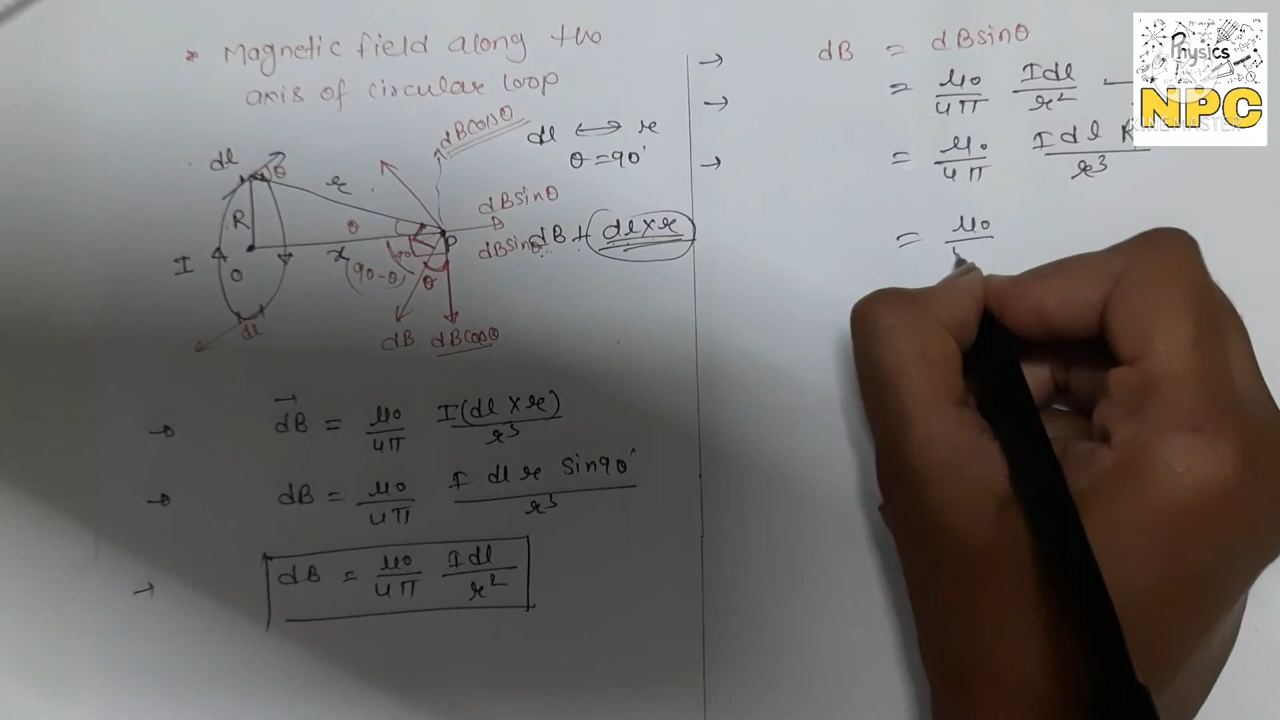 * Magnetic field along the
axis of circular loop
dBcosθ
dl ⟷ r
θ = 90°
dl
θ
r
R
θ
dBsinθ
P
dBsinθ
dB ⊥ (dl×r)
I
O
x
(90-θ)
θ
dl
dB
dBcosθ
→ dB = μ0/4π I(dl×r)/r³
→ dB = μ0/4π I dl r sin90°/r³
→ dB = μ0/4π Idl/r²
→ dB = dBsinθ
→ = μ0/4π Idl/r²
→ = μ0/4π I dl R/r³
= μ0
Physics
NPC
KINEMASTER